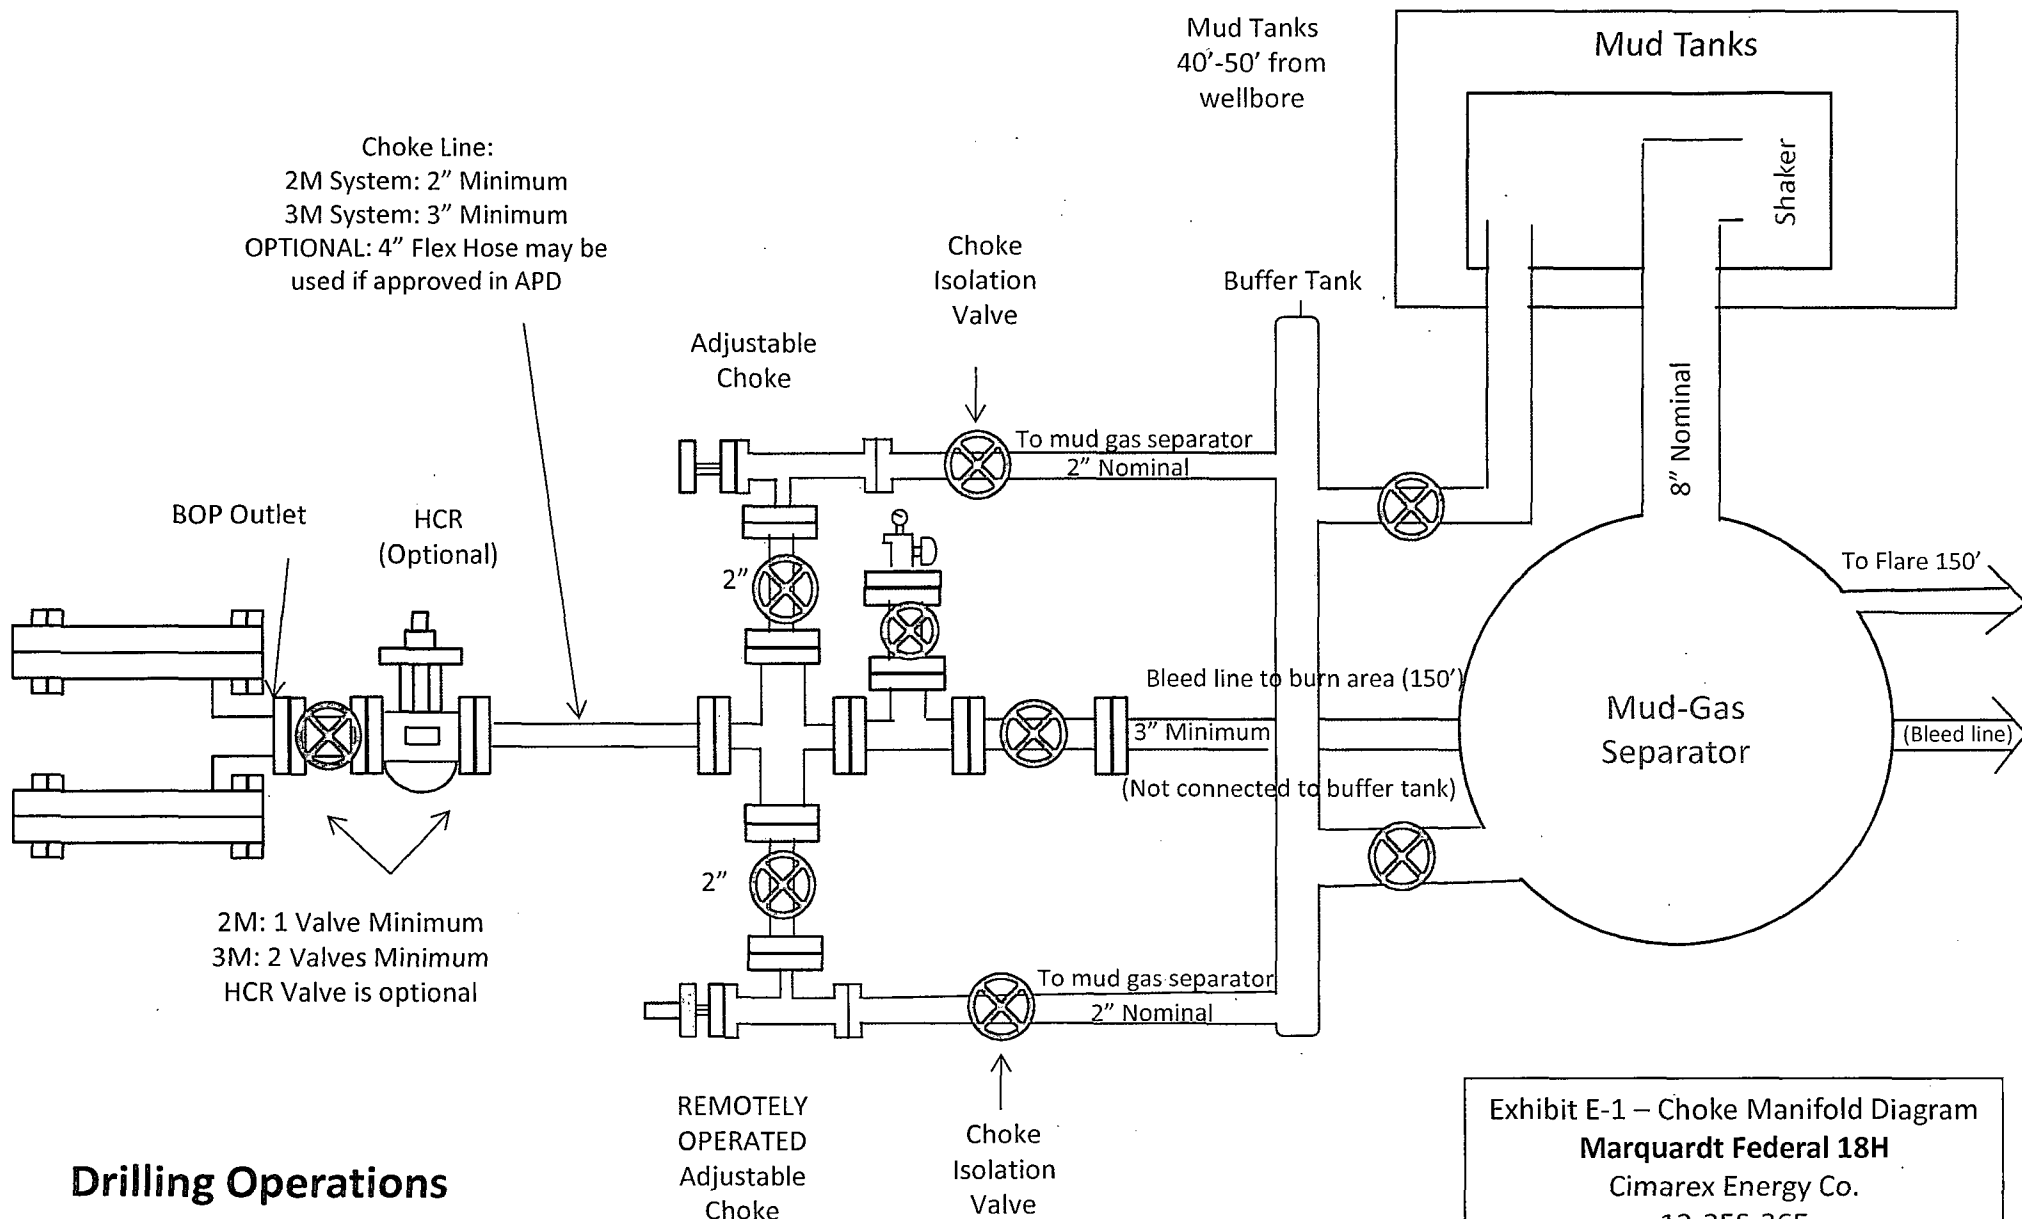 Mud Tanks
40’-50’ from
wellbore
Mud Tanks
Shaker
Choke Line:
2M System: 2” Minimum
3M System: 3” Minimum
OPTIONAL: 4” Flex Hose may be
used if approved in APD
Choke
Isolation
Valve
Buffer Tank
Adjustable
Choke
8” Nominal
To mud gas separator
2” Nominal
BOP Outlet
HCR
(Optional)
2”
To Flare 150’
Bleed line to burn area (150’)
3” Minimum
(Not connected to buffer tank)
Mud-Gas
Separator
(Bleed line)
2”
2M: 1 Valve Minimum
3M: 2 Valves Minimum
HCR Valve is optional
To mud gas separator
2” Nominal
REMOTELY
OPERATED
Adjustable
Choke
Choke
Isolation
Valve
Drilling Operations
Exhibit E-1 – Choke Manifold Diagram
Marquardt Federal 18H
Cimarex Energy Co.